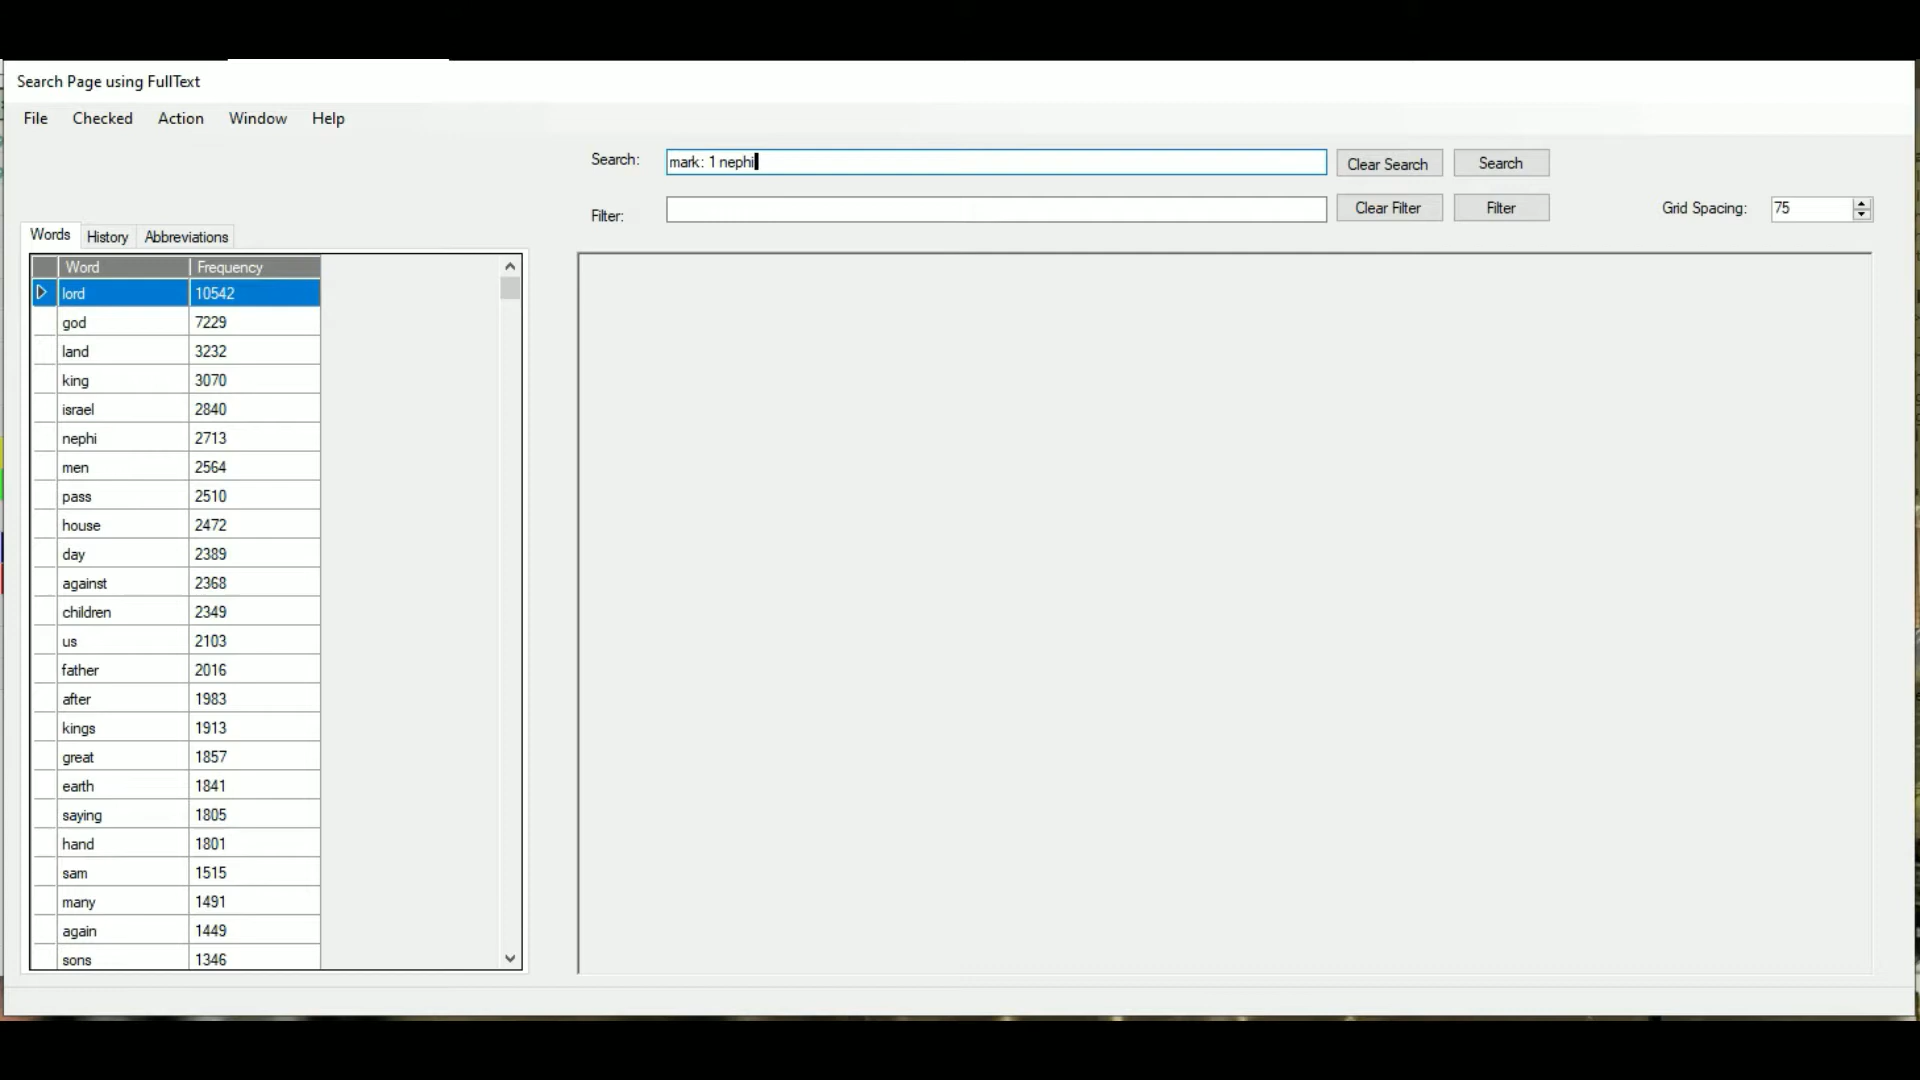 Search Page using FullText
File Checked Action Window Help
Search: mark: 1 nephi Clear Search Search
Filter: Clear Filter Filter Grid Spacing: 75
Words History Abbreviations
Word Frequency
lord 10542
god 7229
land 3232
king 3070
israel 2840
nephi 2713
men 2564
pass 2510
house 2472
day 2389
against 2368
children 2349
us 2103
father 2016
after 1983
kings 1913
great 1857
earth 1841
saying 1805
hand 1801
sam 1515
many 1491
again 1449
sons 1346